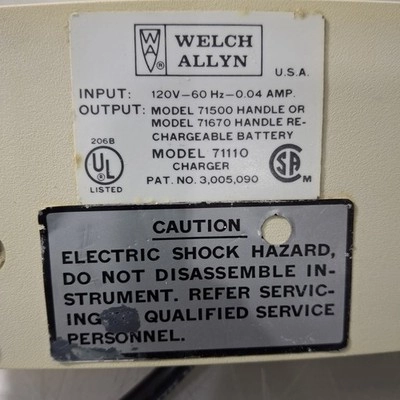 WA
WELCH
ALLYN
U.S.A.
INPUT: 120V-60 Hz-0.04 AMP.
OUTPUT: MODEL 71500 HANDLE OR
MODEL 71670 HANDLE RE-
CHARGEABLE BATTERY
206B
UL
LISTED
MODEL 71110
CHARGER
PAT. NO. 3,005,090
SA
CAUTION
ELECTRIC SHOCK HAZARD,
DO NOT DISASSEMBLE IN-
STRUMENT. REFER SERVIC-
ING QUALIFIED SERVICE
PERSONNEL.